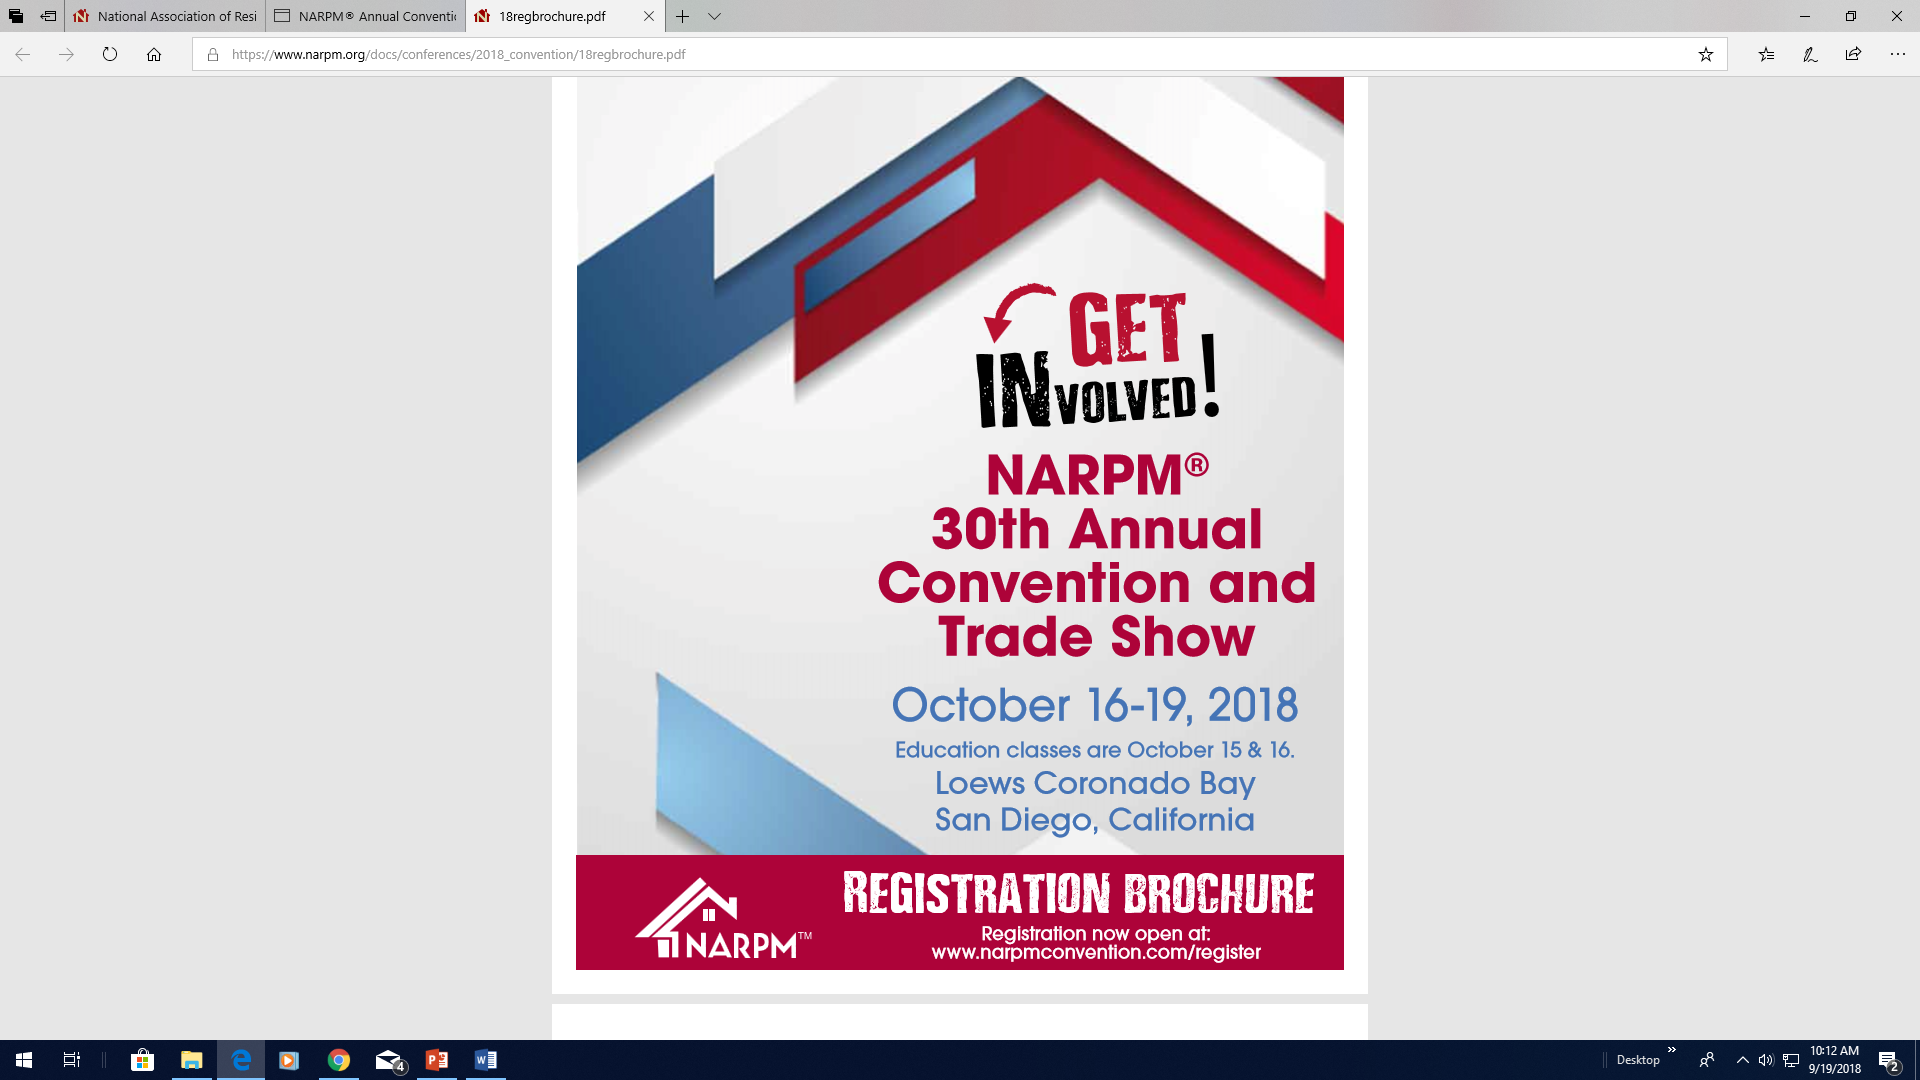 National Association of Resi
NARPM® Annual Conventio
18regbrochure.pdf
https://www.narpm.org/docs/conferences/2018_convention/18regbrochure.pdf
GET
INVOLVED!
NARPM®
30th Annual
Convention and
Trade Show
October 16-19, 2018
Education classes are October 15 & 16.
Loews Coronado Bay
San Diego, California
NARPM™
REGISTRATION BROCHURE
Registration now open at:
www.narpmconvention.com/register
4
Desktop
10:12 AM
9/19/2018
2